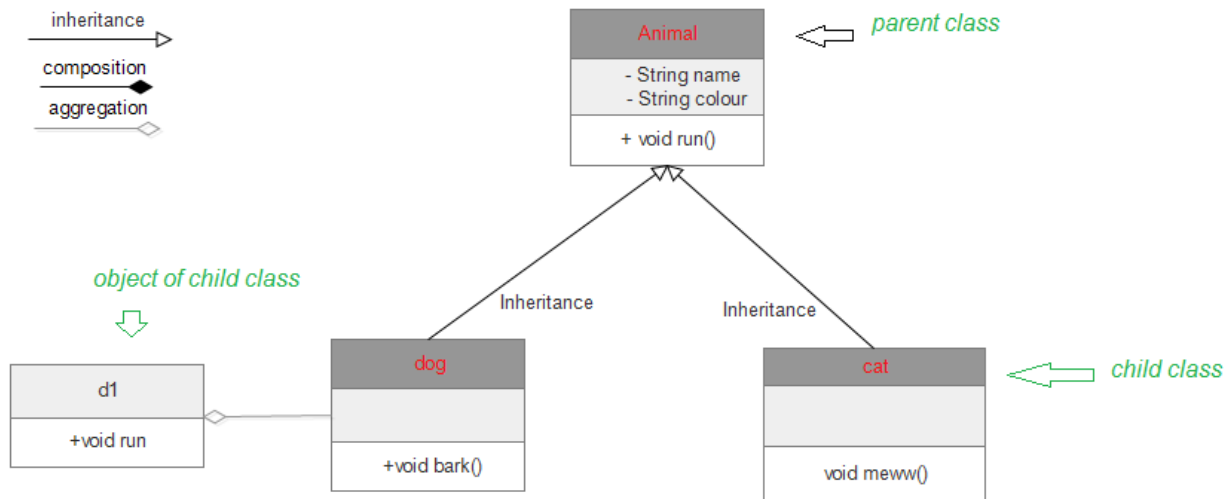 inheritance
composition
aggregation
Animal
- String name
- String colour
+ void run()
parent class
object of child class
Inheritance
Inheritance
d1
+void run
dog
+void bark()
cat
void meww()
child class